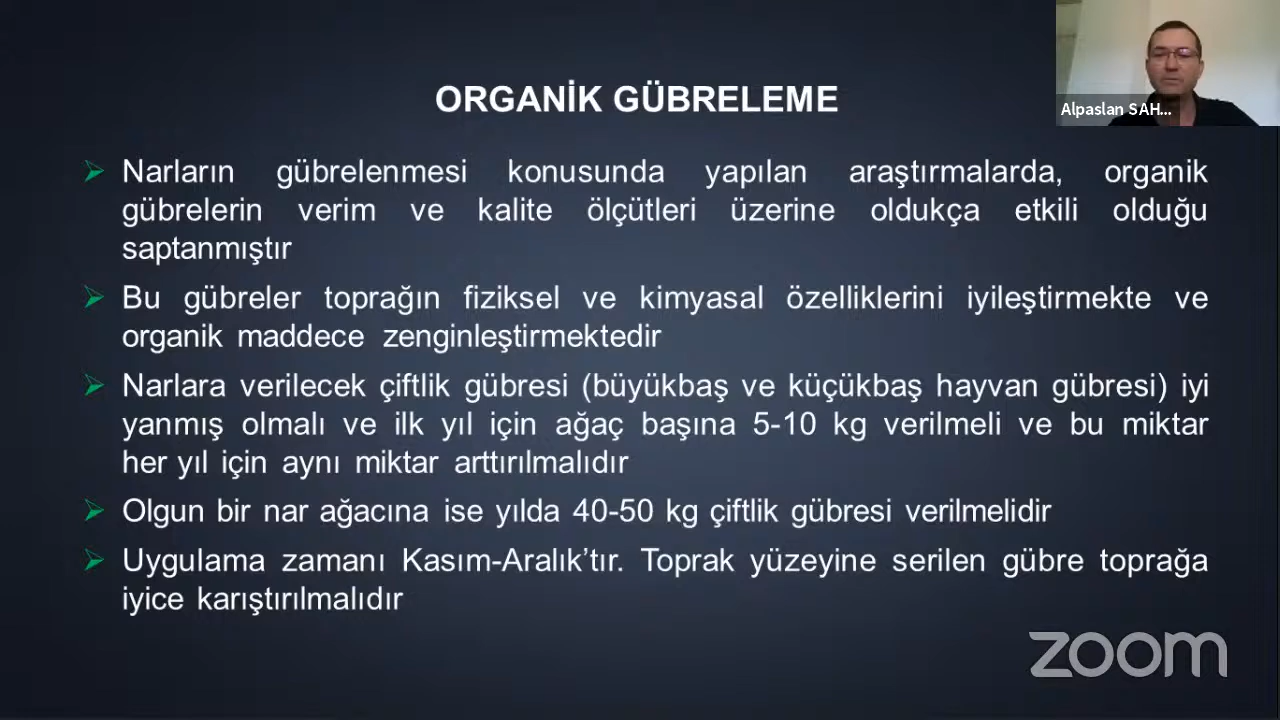 ORGANİK GÜBRELEME
Alpaslan SAH...
Narların gübrelenmesi konusunda yapılan araştırmalarda, organik
gübrelerin verim ve kalite ölçütleri üzerine oldukça etkili olduğu
saptanmıştır
Bu gübreler toprağın fiziksel ve kimyasal özelliklerini iyileştirmekte ve
organik maddece zenginleştirmektedir
Narlara verilecek çiftlik gübresi (büyükbaş ve küçükbaş hayvan gübresi) iyi
yanmış olmalı ve ilk yıl için ağaç başına 5-10 kg verilmeli ve bu miktar
her yıl için aynı miktar arttırılmalıdır
Olgun bir nar ağacına ise yılda 40-50 kg çiftlik gübresi verilmelidir
Uygulama zamanı Kasım-Aralık’tır. Toprak yüzeyine serilen gübre toprağa
iyice karıştırılmalıdır
zoom